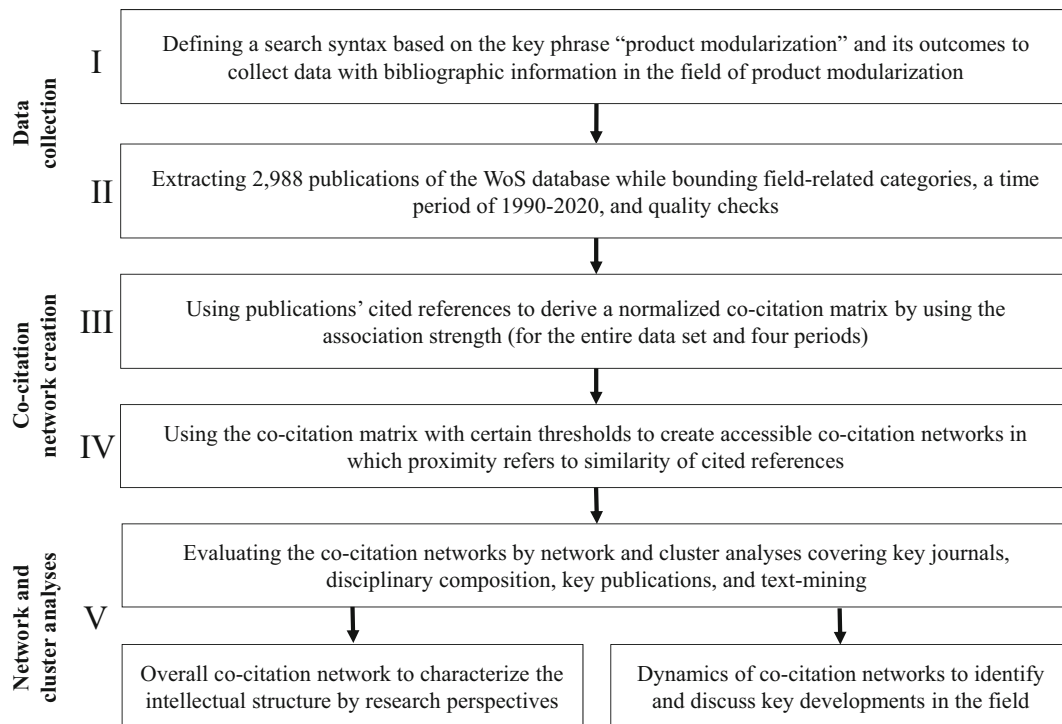 Data
collection
I
Defining a search syntax based on the key phrase “product modularization” and its outcomes to
collect data with bibliographic information in the field of product modularization
II
Extracting 2,988 publications of the WoS database while bounding field-related categories, a time
period of 1990-2020, and quality checks
Co-citation
network creation
III
Using publications’ cited references to derive a normalized co-citation matrix by using the
association strength (for the entire data set and four periods)
IV
Using the co-citation matrix with certain thresholds to create accessible co-citation networks in
which proximity refers to similarity of cited references
Network and
cluster analyses
V
Evaluating the co-citation networks by network and cluster analyses covering key journals,
disciplinary composition, key publications, and text-mining
Overall co-citation network to characterize the
intellectual structure by research perspectives
Dynamics of co-citation networks to identify
and discuss key developments in the field